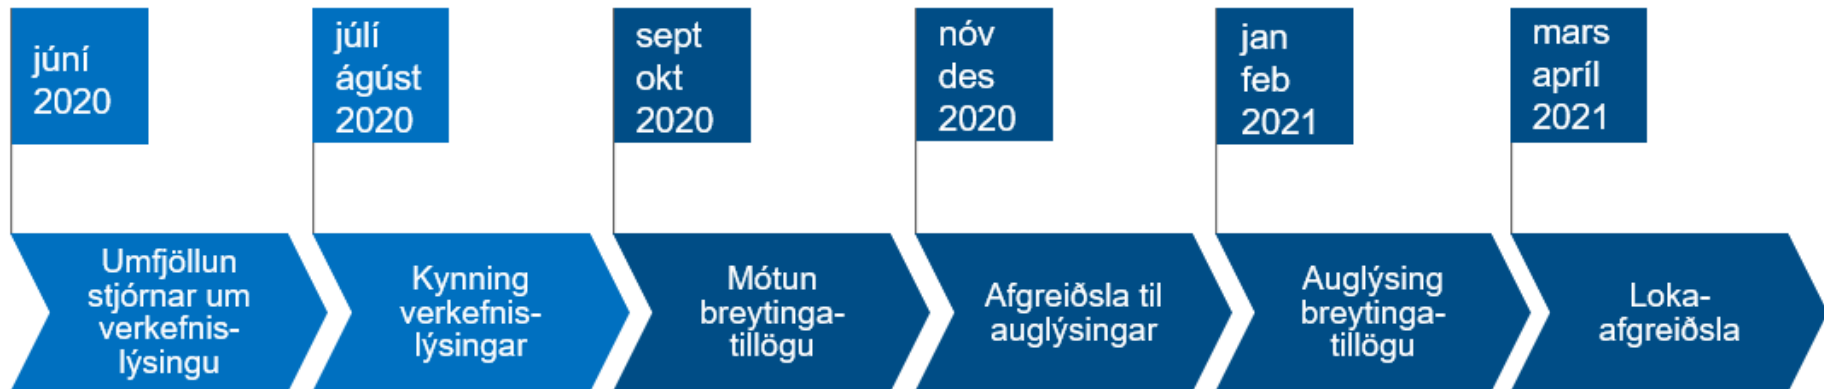 júní
2020
júlí
ágúst
2020
sept
okt
2020
nóv
des
2020
jan
feb
2021
mars
apríl
2021
Umfjöllun
stjórnar um
verkefnis-
lýsingu
Kynning
verkefnis-
lýsingar
Mótun
breytinga-
tillögu
Afgreiðsla til
auglýsingar
Auglýsing
breytinga-
tillögu
Loka-
afgreiðsla